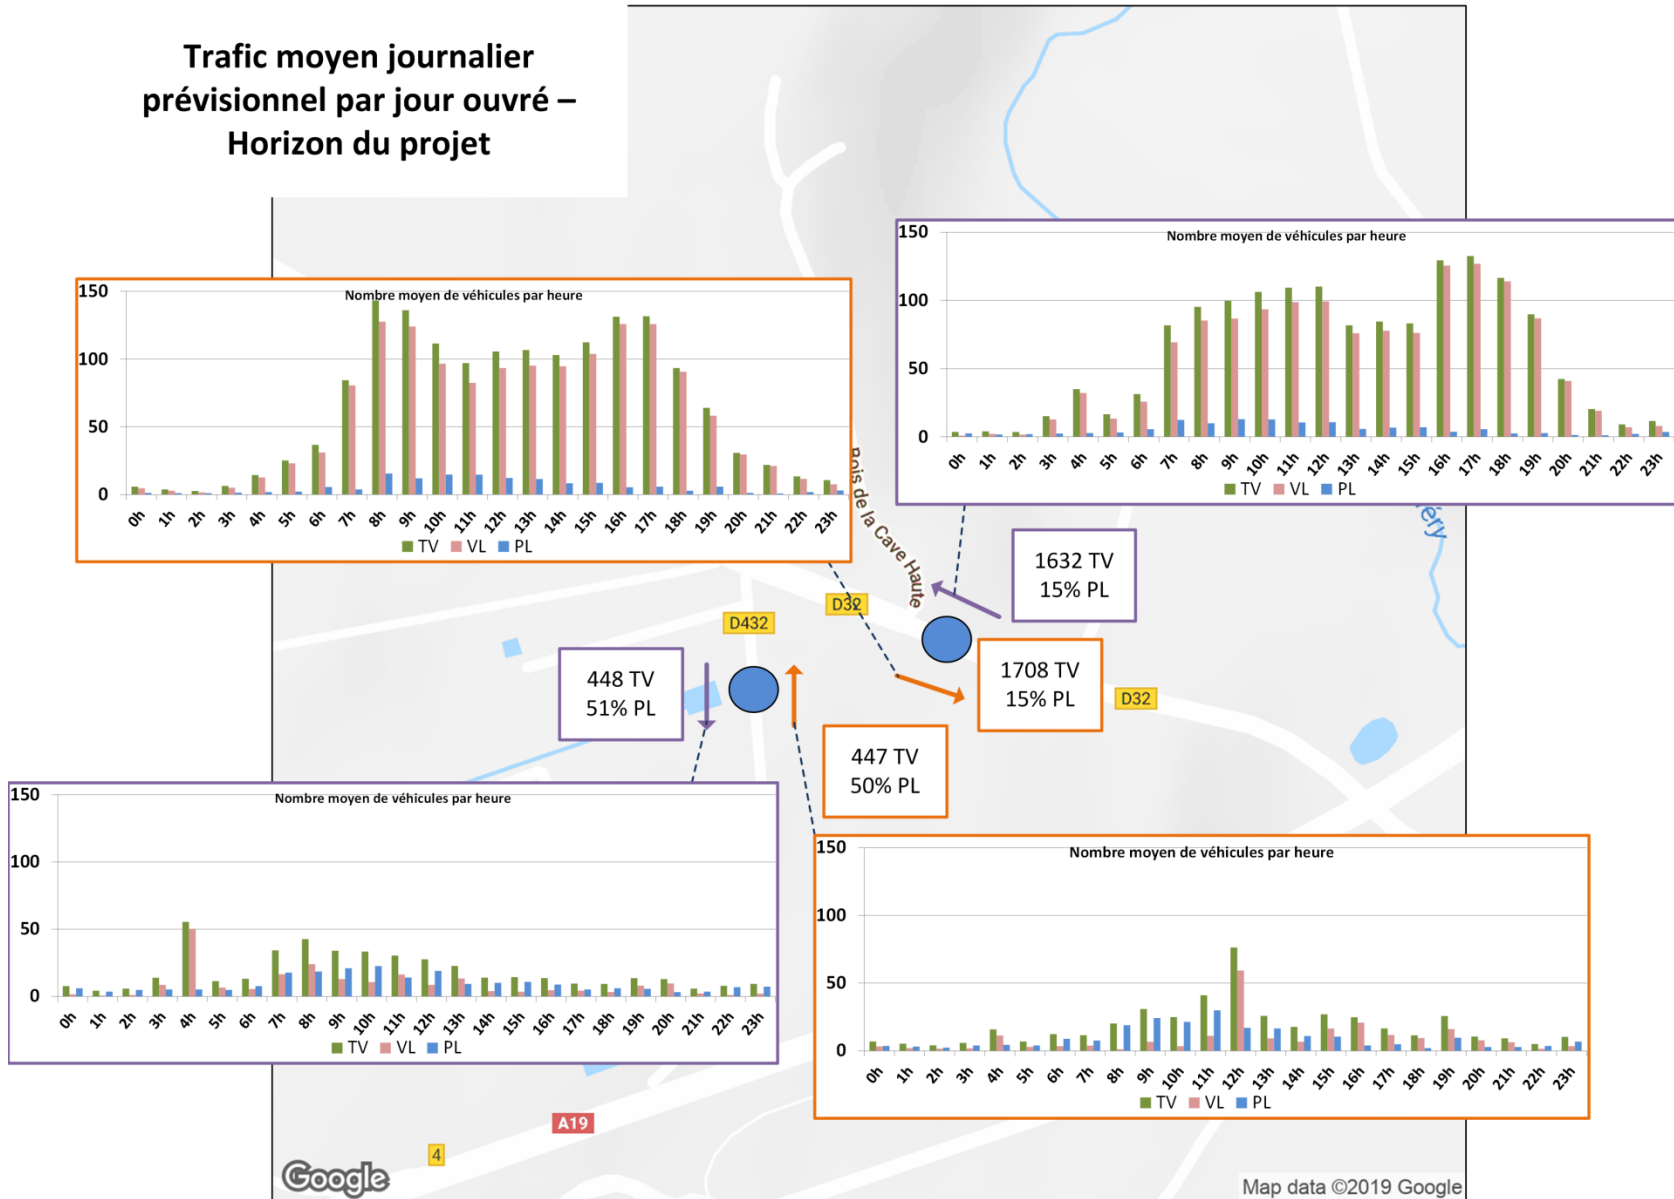 Trafic moyen journalier
prévisionnel par jour ouvré –
Horizon du projet
Nombre moyen de véhicules par heure
150
100
50
0
0h 1h 2h 3h 4h 5h 6h 7h 8h 9h 10h 11h 12h 13h 14h 15h 16h 17h 18h 19h 20h 21h 22h 23h
TV VL PL
Nombre moyen de véhicules par heure
150
100
50
0
0h 1h 2h 3h 4h 5h 6h 7h 8h 9h 10h 11h 12h 13h 14h 15h 16h 17h 18h 19h 20h 21h 22h 23h
TV VL PL
Bois de la Cave Haute
1632 TV
15% PL
D32
D432
448 TV
51% PL
1708 TV
15% PL
D32
447 TV
50% PL
Nombre moyen de véhicules par heure
150
100
50
0
0h 1h 2h 3h 4h 5h 6h 7h 8h 9h 10h 11h 12h 13h 14h 15h 16h 17h 18h 19h 20h 21h 22h 23h
TV VL PL
Nombre moyen de véhicules par heure
150
100
50
0
0h 1h 2h 3h 4h 5h 6h 7h 8h 9h 10h 11h 12h 13h 14h 15h 16h 17h 18h 19h 20h 21h 22h 23h
TV VL PL
A19
4
Google
Map data ©2019 Google